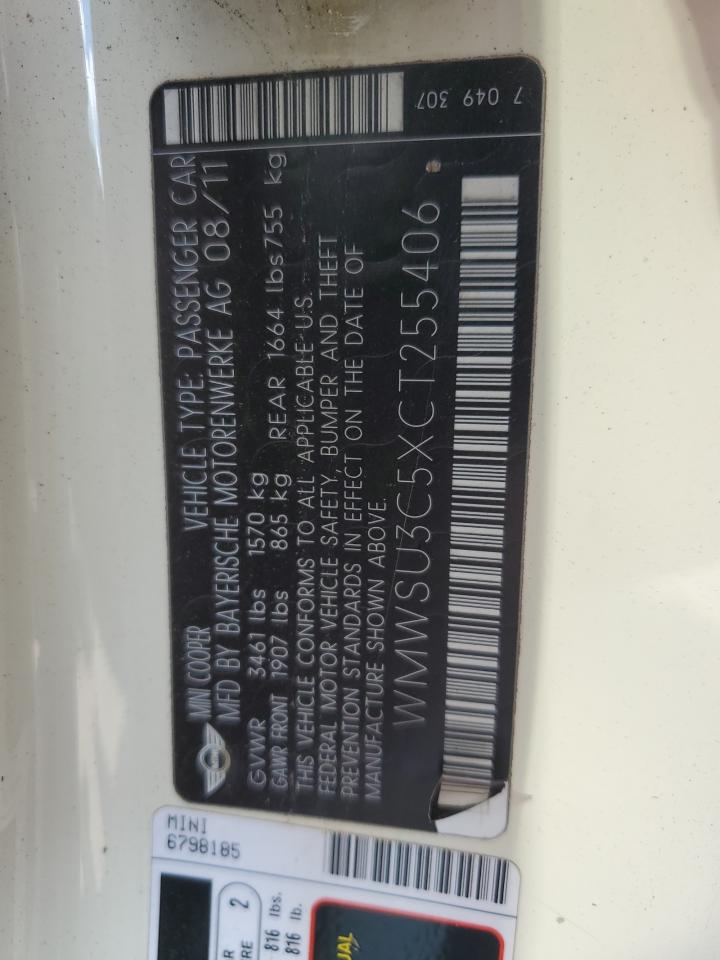 MINI COOPER VEHICLE TYPE: PASSENGER CAR
MFD BY BAYERISCHE MOTORENWERKE AG 08/11
GVWR 3461 lbs 1570 kg
GAWR FRONT 1907 lbs 865 kg REAR 1664 lbs 755 kg
THIS VEHICLE CONFORMS TO ALL APPLICABLE U.S.
FEDERAL MOTOR VEHICLE SAFETY, BUMPER AND THEFT
PREVENTION STANDARDS IN EFFECT ON THE DATE OF
MANUFACTURE SHOWN ABOVE.
WMWSU3C5XCT255406
7 049 307
MINI
6798185
2
816 lbs.
816 lb.